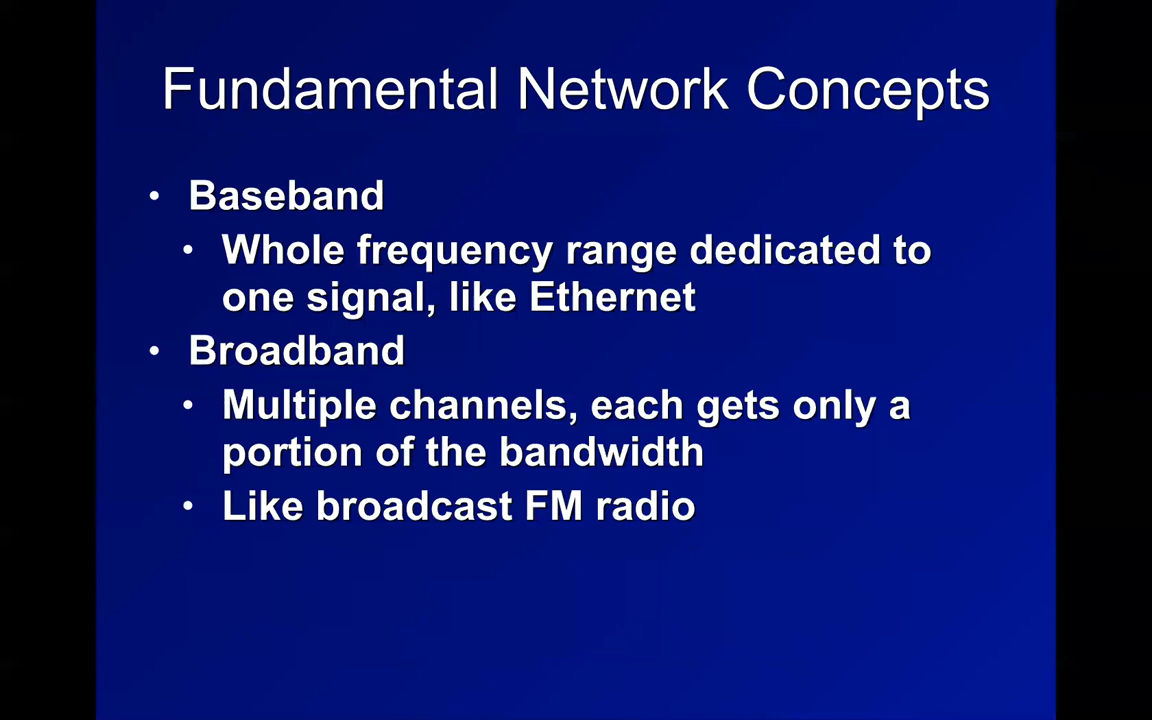 Fundamental Network Concepts
• Baseband
• Whole frequency range dedicated to
one signal, like Ethernet
• Broadband
• Multiple channels, each gets only a
portion of the bandwidth
• Like broadcast FM radio